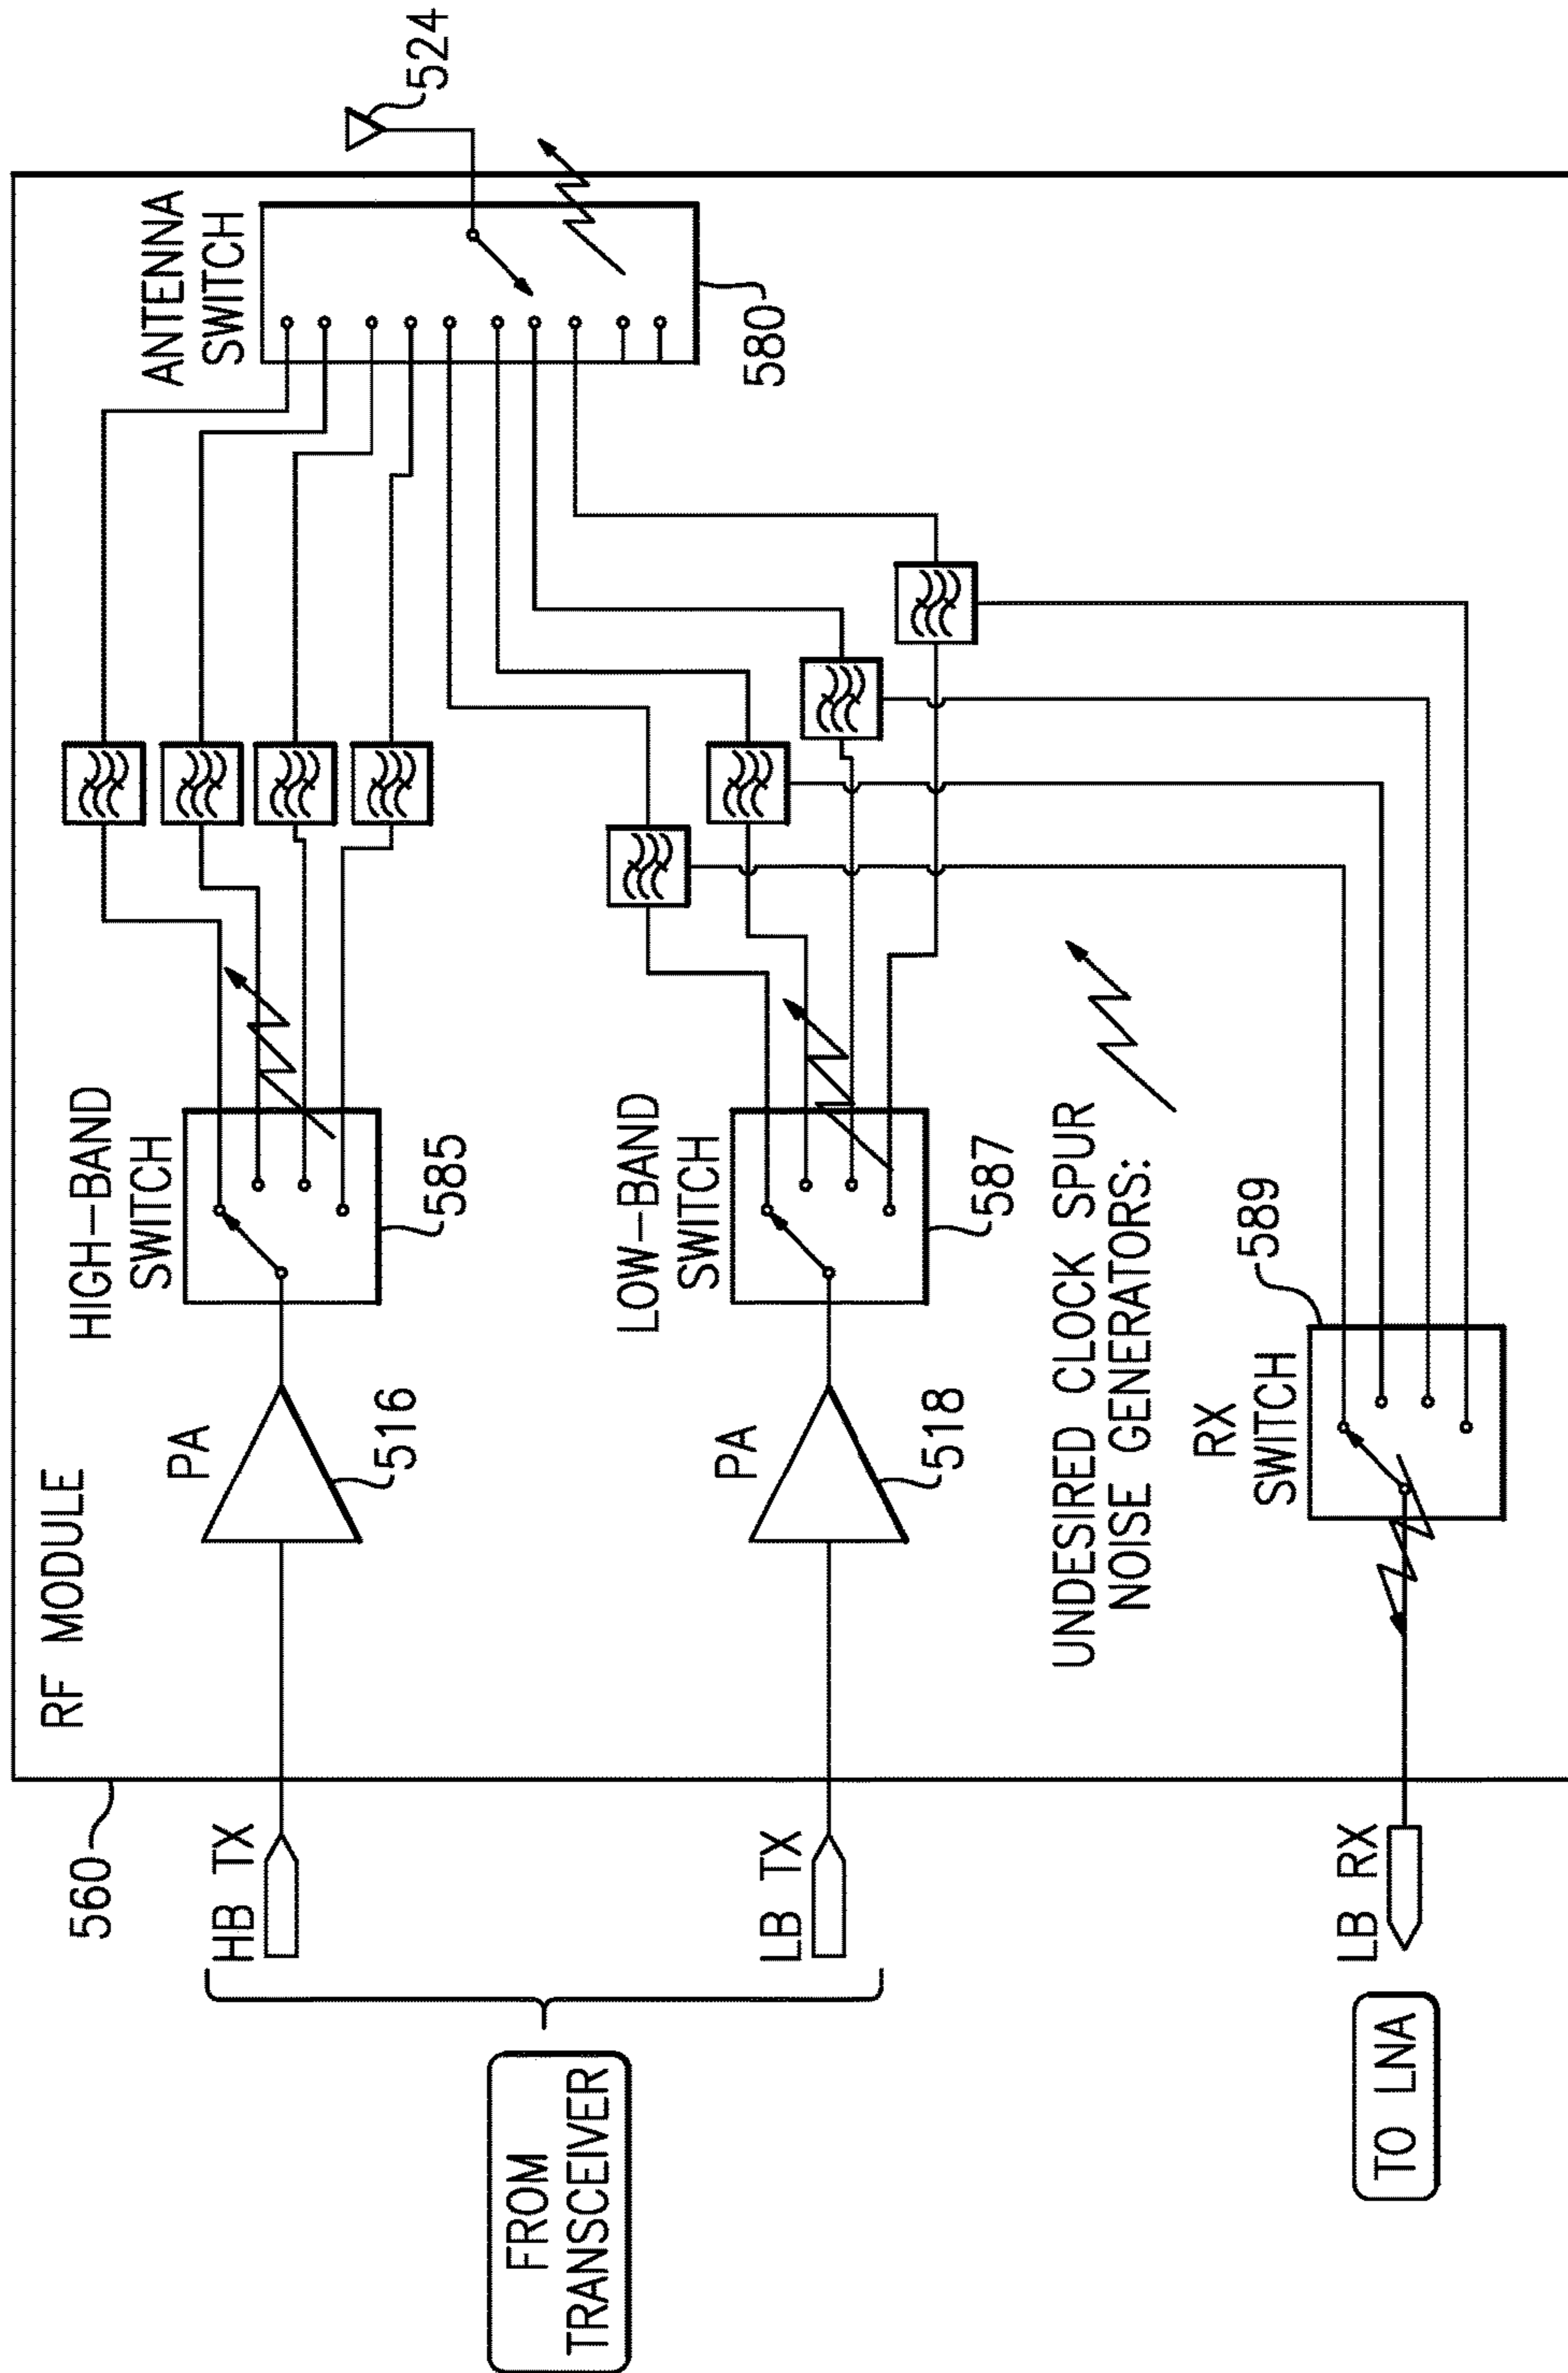 560
RF MODULE
HB TX
PA
516
HIGH-BAND
SWITCH
585
ANTENNA
SWITCH
580
524
FROM
TRANSCEIVER
LB TX
PA
518
LOW-BAND
SWITCH
587
UNDESIRED CLOCK SPUR
NOISE GENERATORS:
TO LNA
LB RX
RX
SWITCH
589